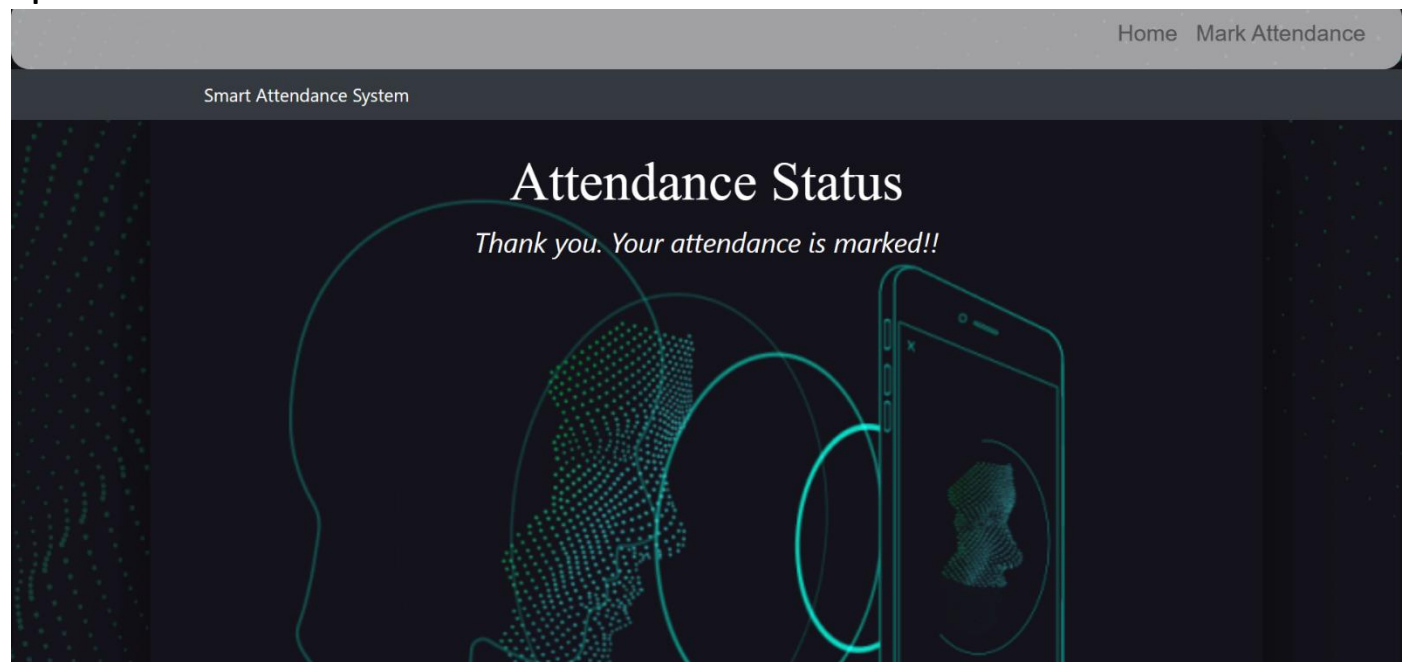 Home Mark Attendance
Smart Attendance System
Attendance Status
Thank you. Your attendance is marked!!
x